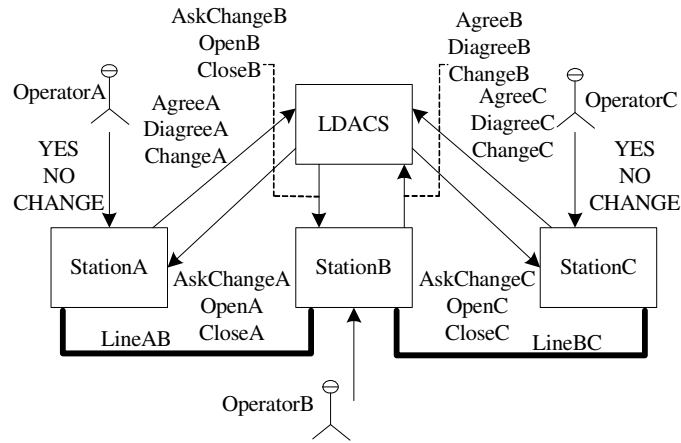 AskChangeB
OpenB
CloseB
AgreeB
DiagreeB
ChangeB
OperatorA
AgreeA
DiagreeA
ChangeA
LDACS
AgreeC
DiagreeC
ChangeC
OperatorC
YES
NO
CHANGE
YES
NO
CHANGE
StationA
StationB
StationC
AskChangeA
OpenA
CloseA
AskChangeC
OpenC
CloseC
LineAB
LineBC
OperatorB